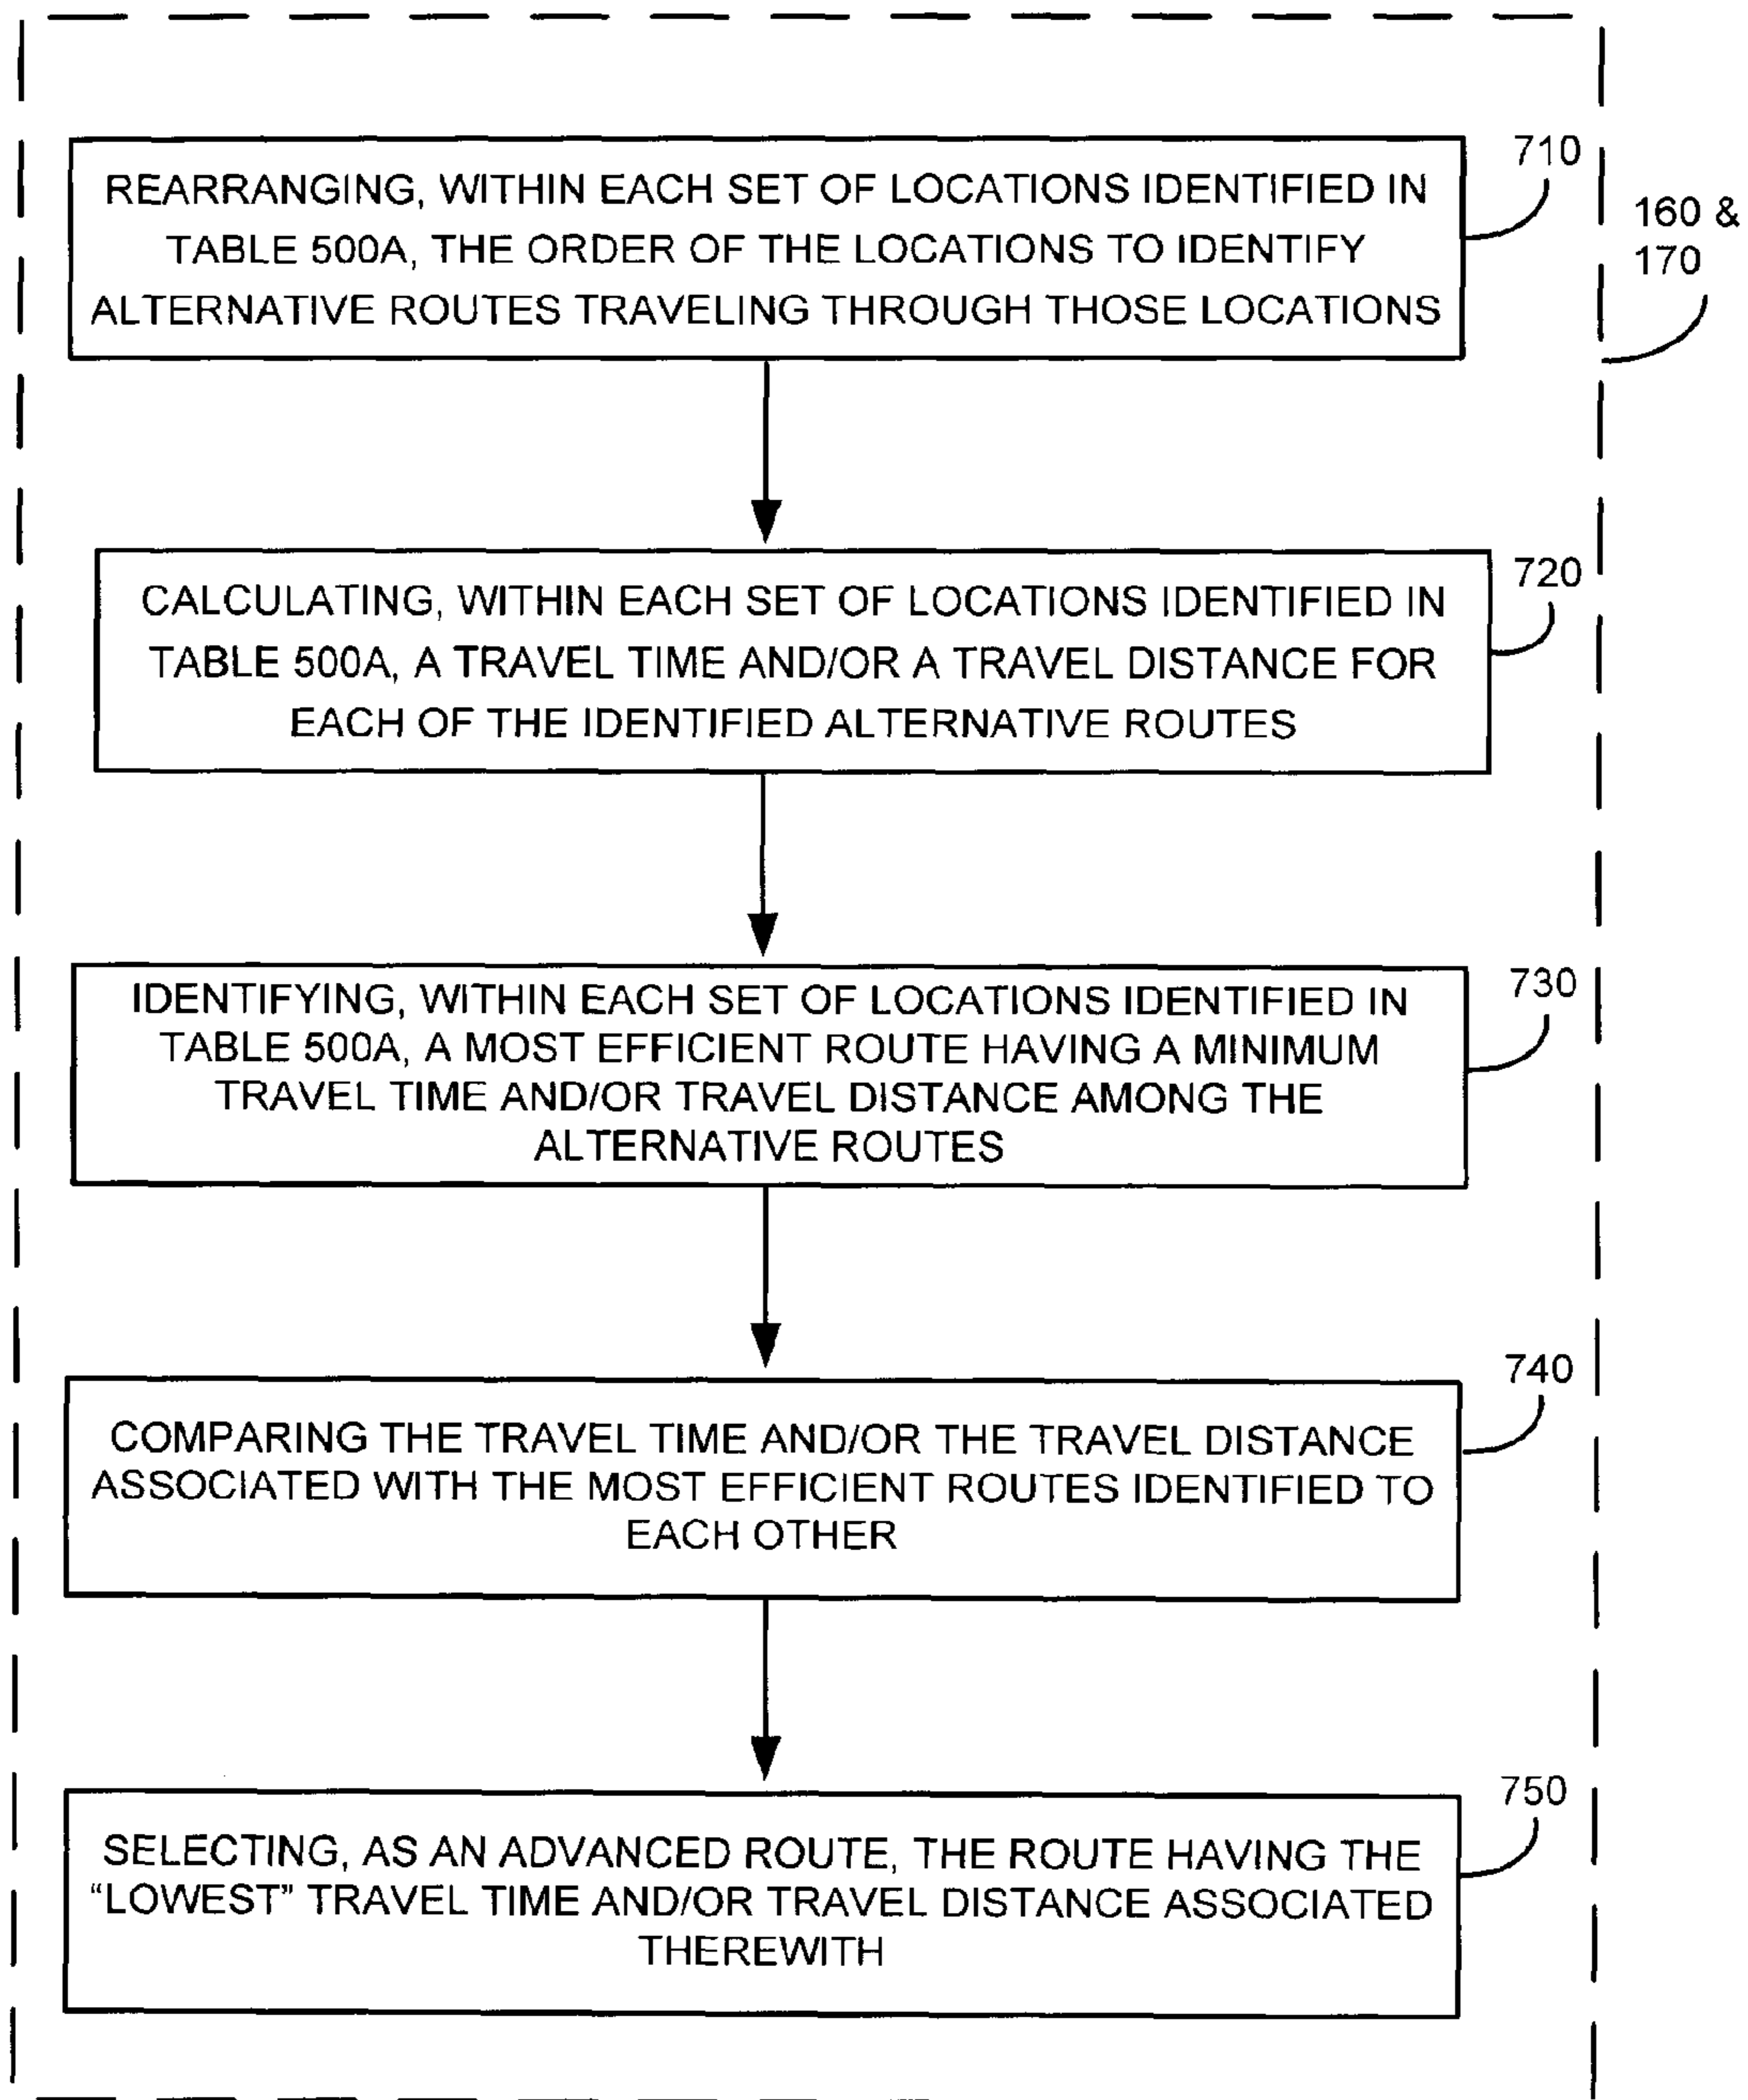 710
REARRANGING, WITHIN EACH SET OF LOCATIONS IDENTIFIED IN
TABLE 500A, THE ORDER OF THE LOCATIONS TO IDENTIFY
ALTERNATIVE ROUTES TRAVELING THROUGH THOSE LOCATIONS
160 &
170
720
CALCULATING, WITHIN EACH SET OF LOCATIONS IDENTIFIED IN
TABLE 500A, A TRAVEL TIME AND/OR A TRAVEL DISTANCE FOR
EACH OF THE IDENTIFIED ALTERNATIVE ROUTES
730
IDENTIFYING, WITHIN EACH SET OF LOCATIONS IDENTIFIED IN
TABLE 500A, A MOST EFFICIENT ROUTE HAVING A MINIMUM
TRAVEL TIME AND/OR TRAVEL DISTANCE AMONG THE
ALTERNATIVE ROUTES
740
COMPARING THE TRAVEL TIME AND/OR THE TRAVEL DISTANCE
ASSOCIATED WITH THE MOST EFFICIENT ROUTES IDENTIFIED TO
EACH OTHER
750
SELECTING, AS AN ADVANCED ROUTE, THE ROUTE HAVING THE
“LOWEST” TRAVEL TIME AND/OR TRAVEL DISTANCE ASSOCIATED
THEREWITH